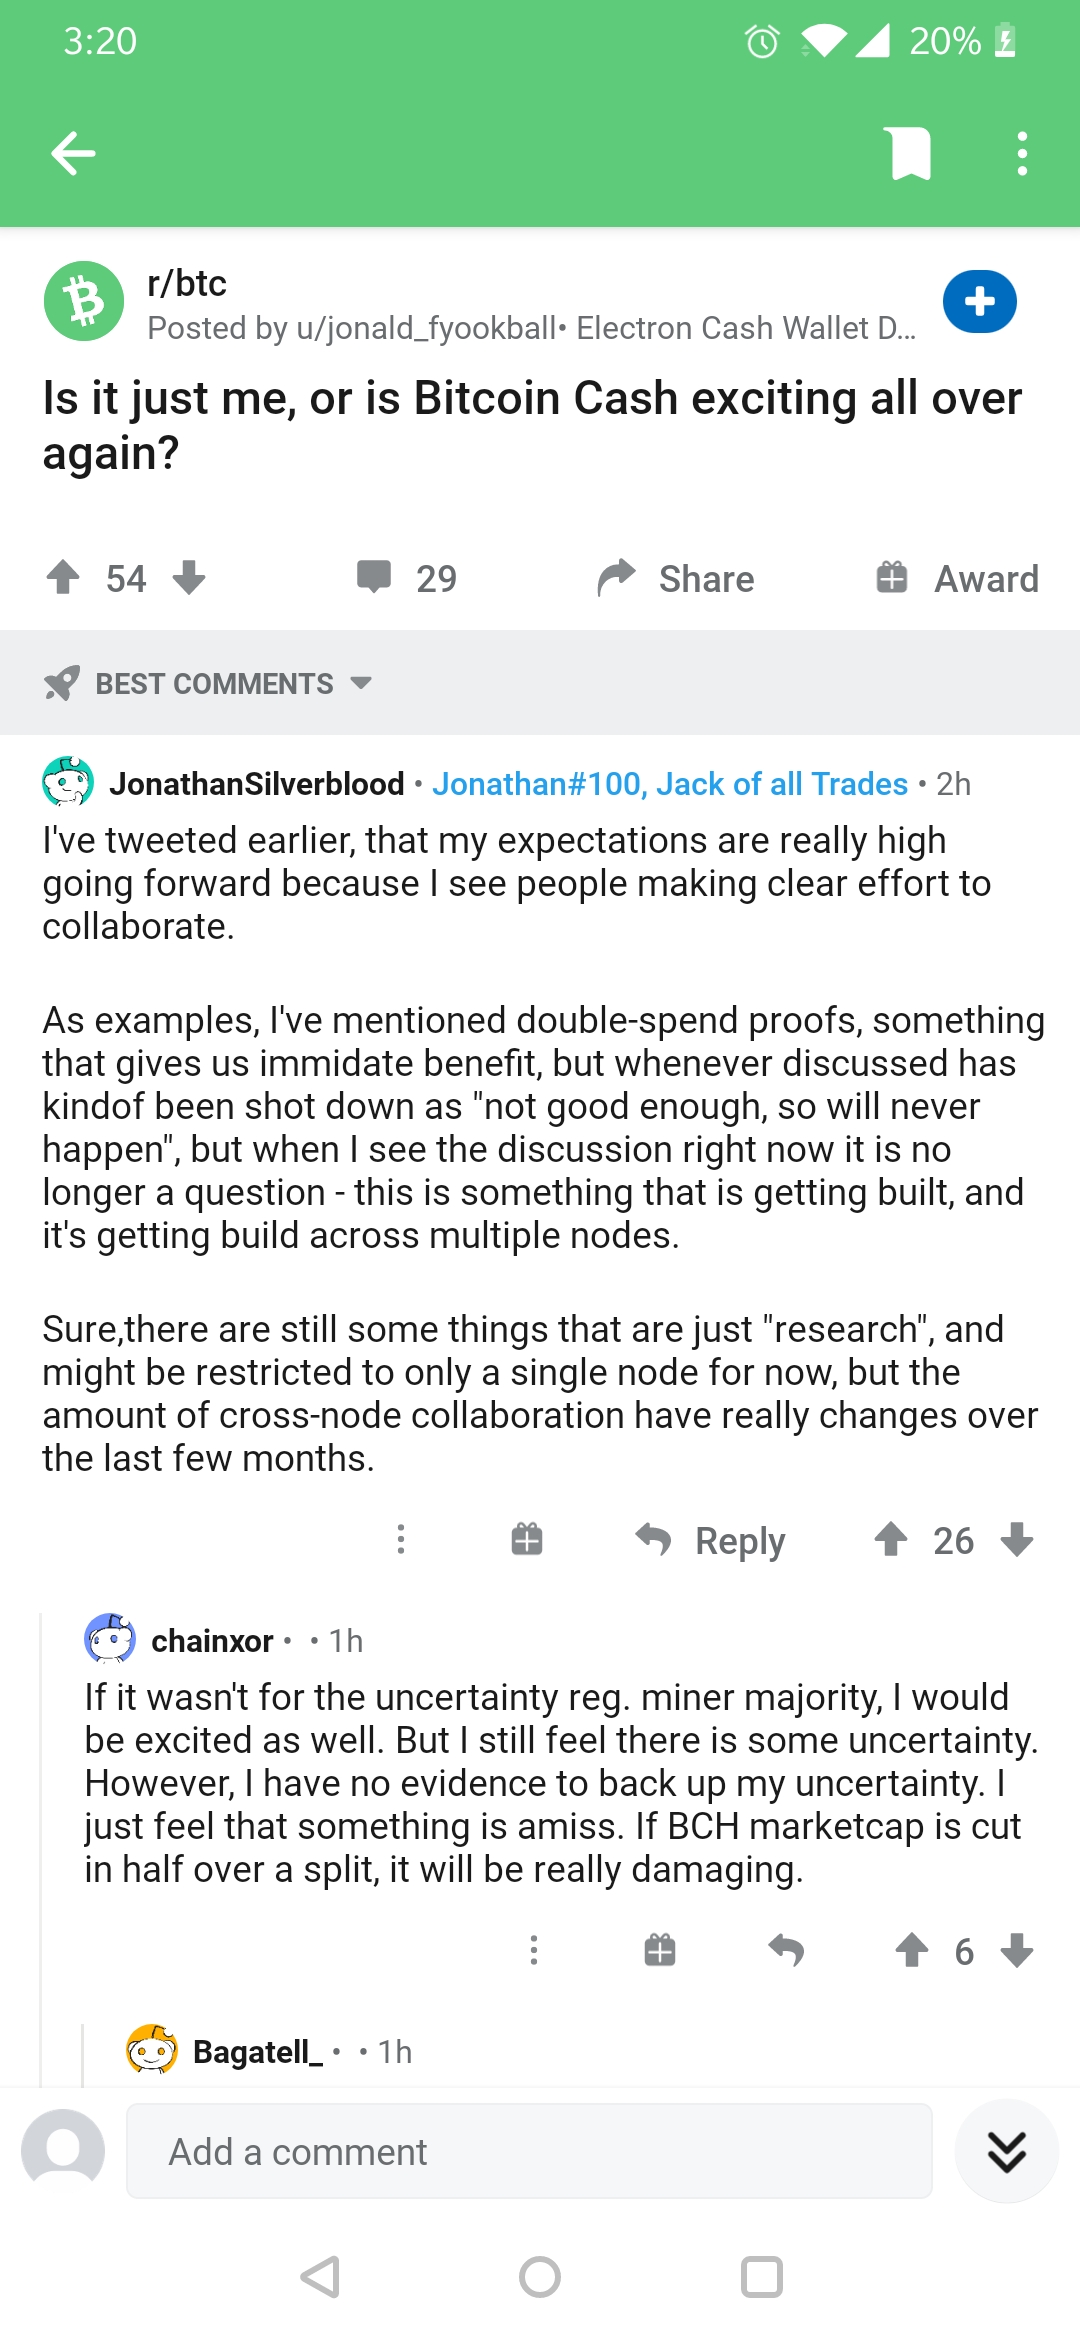 3:20
20%
r/btc
Posted by u/jonald_fyookball• Electron Cash Wallet D...
Is it just me, or is Bitcoin Cash exciting all over
again?
54
29
Share
Award
BEST COMMENTS
JonathanSilverblood • Jonathan#100, Jack of all Trades • 2h
I've tweeted earlier, that my expectations are really high
going forward because I see people making clear effort to
collaborate.
As examples, I've mentioned double-spend proofs, something
that gives us immidate benefit, but whenever discussed has
kindof been shot down as "not good enough, so will never
happen", but when I see the discussion right now it is no
longer a question - this is something that is getting built, and
it's getting build across multiple nodes.
Sure,there are still some things that are just "research", and
might be restricted to only a single node for now, but the
amount of cross-node collaboration have really changes over
the last few months.
Reply
26
chainxor • • 1h
If it wasn't for the uncertainty reg. miner majority, I would
be excited as well. But I still feel there is some uncertainty.
However, I have no evidence to back up my uncertainty. I
just feel that something is amiss. If BCH marketcap is cut
in half over a split, it will be really damaging.
6
Bagatell_ • • 1h
Add a comment